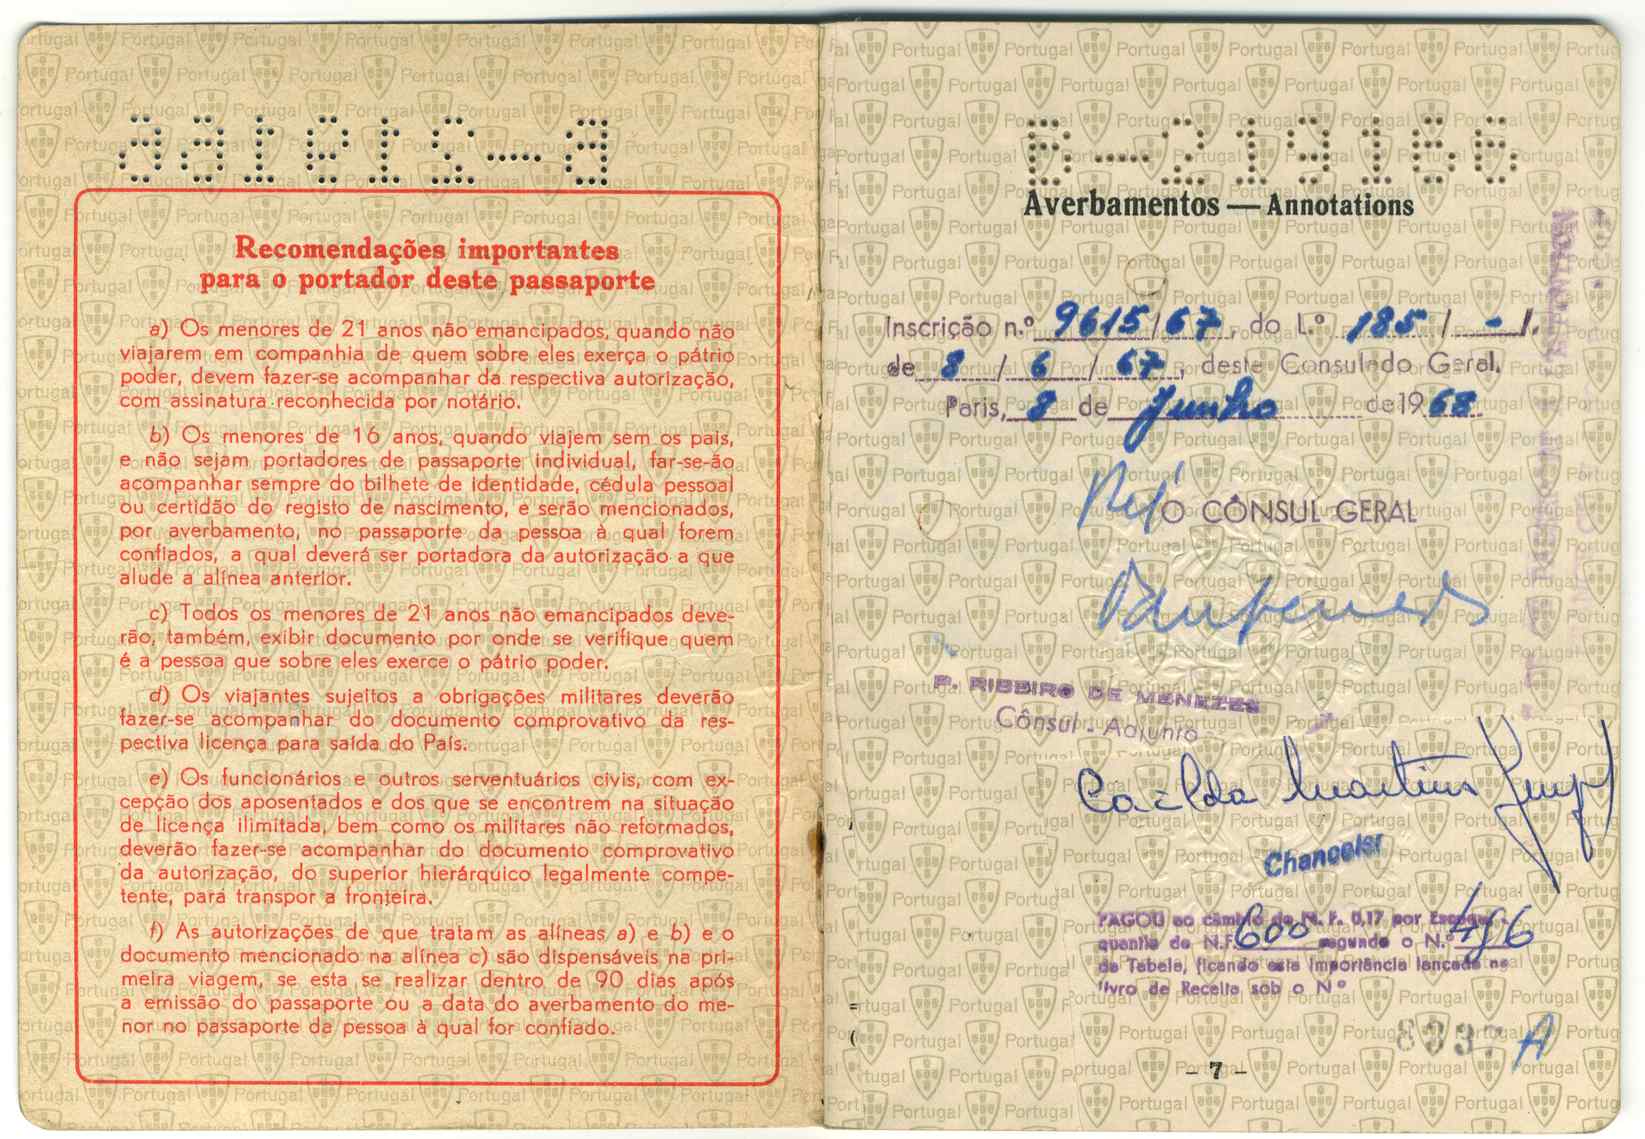 Recomendações importantes
para o portador deste passaporte
a) Os menores de 21 anos não emancipados, quando não
viajarem em companhia de quem sobre eles exerça o pátrio
poder, devem fazer-se acompanhar da respectiva autorização,
com assinatura reconhecida por notário.
b) Os menores de 16 anos, quando viajem sem os pais,
e não sejam portadores de passaporte individual, far-se-ão
acompanhar sempre do bilhete de identidade, cédula pessoal
ou certidão do registo de nascimento, e serão mencionados,
por averbamento, no passaporte da pessoa à qual forem
confiados, a qual deverá ser portadora da autorização a que
alude a alínea anterior.
c) Todos os menores de 21 anos não emancipados deve-
rão, também, exibir documento por onde se verifique quem
é a pessoa que sobre eles exerce o pátrio poder.
d) Os viajantes sujeitos a obrigações militares deverão
fazer-se acompanhar do documento comprovativo da res-
pectiva licença para saída do País.
e) Os funcionários e outros serventuários civis, com ex-
cepção dos aposentados e dos que se encontrem na situação
de licença ilimitada, bem como os militares não reformados,
deverão fazer-se acompanhar do documento comprovativo
da autorização, do superior hierárquico legalmente compe-
tente, para transpor a fronteira.
f) As autorizações de que tratam as alíneas a) e b) e o
documento mencionado na alínea c) são dispensáveis na pri-
meira viagem, se esta se realizar dentro de 90 dias após
a emissão do passaporte ou a data do averbamento do me-
nor no passaporte da pessoa à qual for confiado.
B—219166
Averbamentos — Annotations
Inscrição n.º 9615/67, do L.º 185/-/.
de 8/6/67, deste Consulado Geral.
Paris, 8 de Junho de 1968
Pel'O CÔNSUL GERAL
P. RIBEIRO DE MENEZES
Cônsul - Adjunto
Martins
Chanceler
PAGOU ao câmbio de N.F. 0,17 por Escudo
quantia de N.F. 600 segundo o N.º
da Tabela, ficando esta importância lançada no
livro de Receita sob o Nº
A
– 7 –